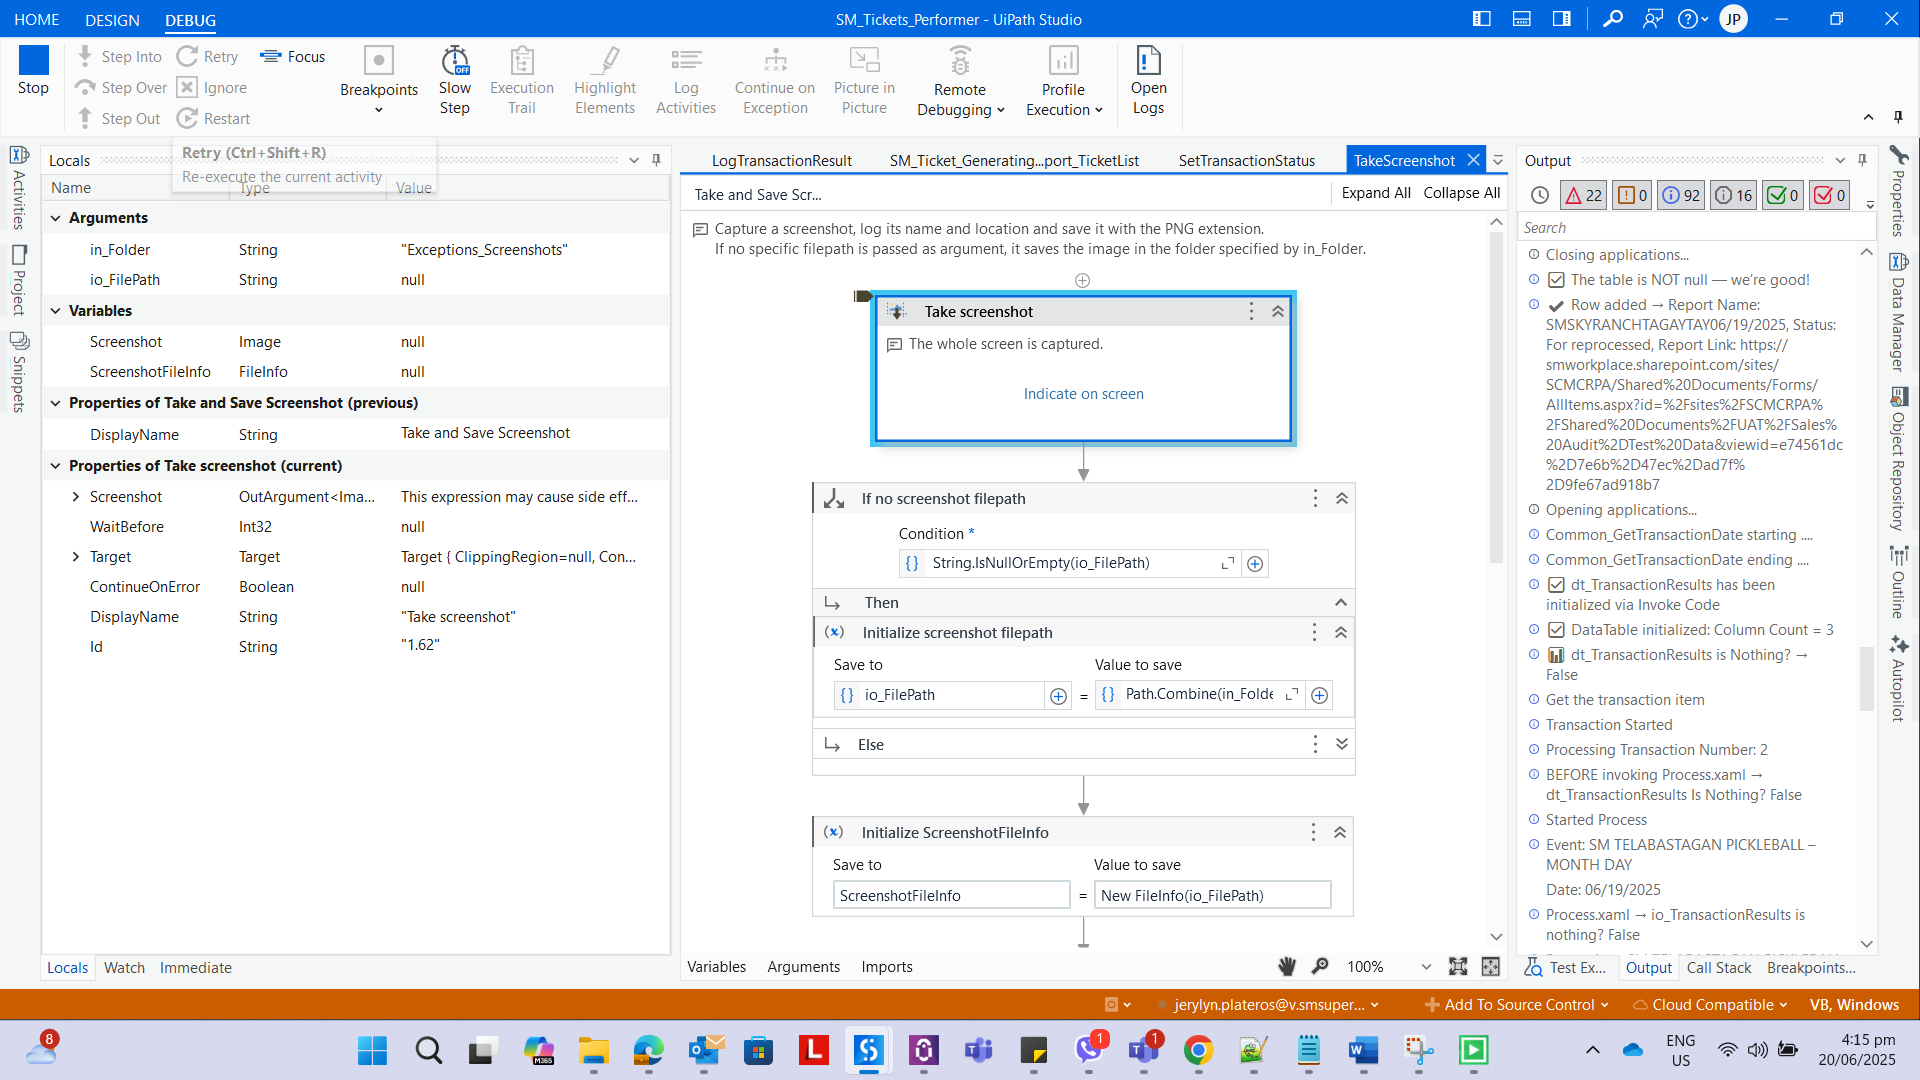 HOME
DESIGN
DEBUG
SM_Tickets_Performer - UiPath Studio
JP
Stop
Step Into
Step Over
Step Out
Retry
Ignore
Restart
Focus
Breakpoints
Slow
Step
OFF
Execution
Trail
Highlight
Elements
Log
Activities
Continue on
Exception
Picture in
Picture
Remote
Debugging
Profile
Execution
Open
Logs
Retry (Ctrl+Shift+R)
Re-execute the current activity
Activities
Project
Snippets
Locals
Name
Type
Value
Arguments
in_Folder String "Exceptions_Screenshots"
io_FilePath String null
Variables
Screenshot Image null
ScreenshotFileInfo FileInfo null
Properties of Take and Save Screenshot (previous)
DisplayName String Take and Save Screenshot
Properties of Take screenshot (current)
Screenshot OutArgument<Ima... This expression may cause side eff...
WaitBefore Int32 null
Target Target Target { ClippingRegion=null, Con...
ContinueOnError Boolean null
DisplayName String "Take screenshot"
Id String "1.62"
Locals
Watch
Immediate
LogTransactionResult
SM_Ticket_Generating...port_TicketList
SetTransactionStatus
TakeScreenshot
Take and Save Scr...
Expand All
Collapse All
Capture a screenshot, log its name and location and save it with the PNG extension.
If no specific filepath is passed as argument, it saves the image in the folder specified by in_Folder.
Take screenshot
The whole screen is captured.
Indicate on screen
If no screenshot filepath
Condition *
String.IsNullOrEmpty(io_FilePath)
Then
Initialize screenshot filepath
Save to
Value to save
io_FilePath
=
Path.Combine(in_Folde
Else
Initialize ScreenshotFileInfo
Save to
Value to save
ScreenshotFileInfo
=
New FileInfo(io_FilePath)
Variables
Arguments
Imports
100%
Output
22
0
92
16
0
0
Search
Closing applications...
The table is NOT null — we're good!
Row added → Report Name:
SMSKYRANCHTAGAYTAY06/19/2025, Status:
For reprocessed, Report Link: https://
smworkplace.sharepoint.com/sites/
SCMCRPA/Shared%20Documents/Forms/
AllItems.aspx?id=%2Fsites%2FSCMCRPA%
2FShared%20Documents%2FUAT%2FSales%
20Audit%2DTest%20Data&viewid=e74561dc
%2D7e6b%2D47ec%2Dad7f%
2D9fe67ad918b7
Opening applications...
Common_GetTransactionDate starting ....
Common_GetTransactionDate ending ....
dt_TransactionResults has been
initialized via Invoke Code
DataTable initialized: Column Count = 3
dt_TransactionResults is Nothing? →
False
Get the transaction item
Transaction Started
Processing Transaction Number: 2
BEFORE invoking Process.xaml →
dt_TransactionResults Is Nothing? False
Started Process
Event: SM TELABASTAGAN PICKLEBALL –
MONTH DAY
Date: 06/19/2025
Process.xaml → io_TransactionResults is
nothing? False
Test Ex...
Output
Call Stack
Breakpoints...
Properties
Data Manager
Object Repository
Outline
Autopilot
jerylyn.plateros@v.smsuper...
Add To Source Control
Cloud Compatible
VB, Windows
8
M365
L
1
1
ENG
US
4:15 pm
20/06/2025